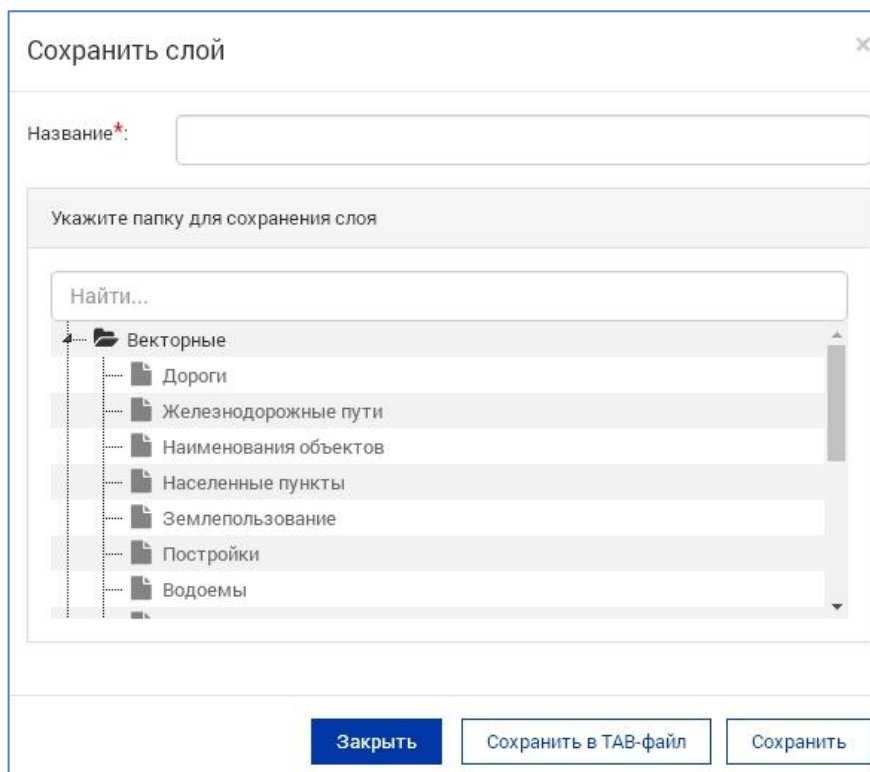 Сохранить слой ×
Название*:
Укажите папку для сохранения слоя
Найти...
Векторные
Дороги
Железнодорожные пути
Наименования объектов
Населенные пункты
Землепользование
Постройки
Водоемы
Закрыть Сохранить в TAB-файл Сохранить